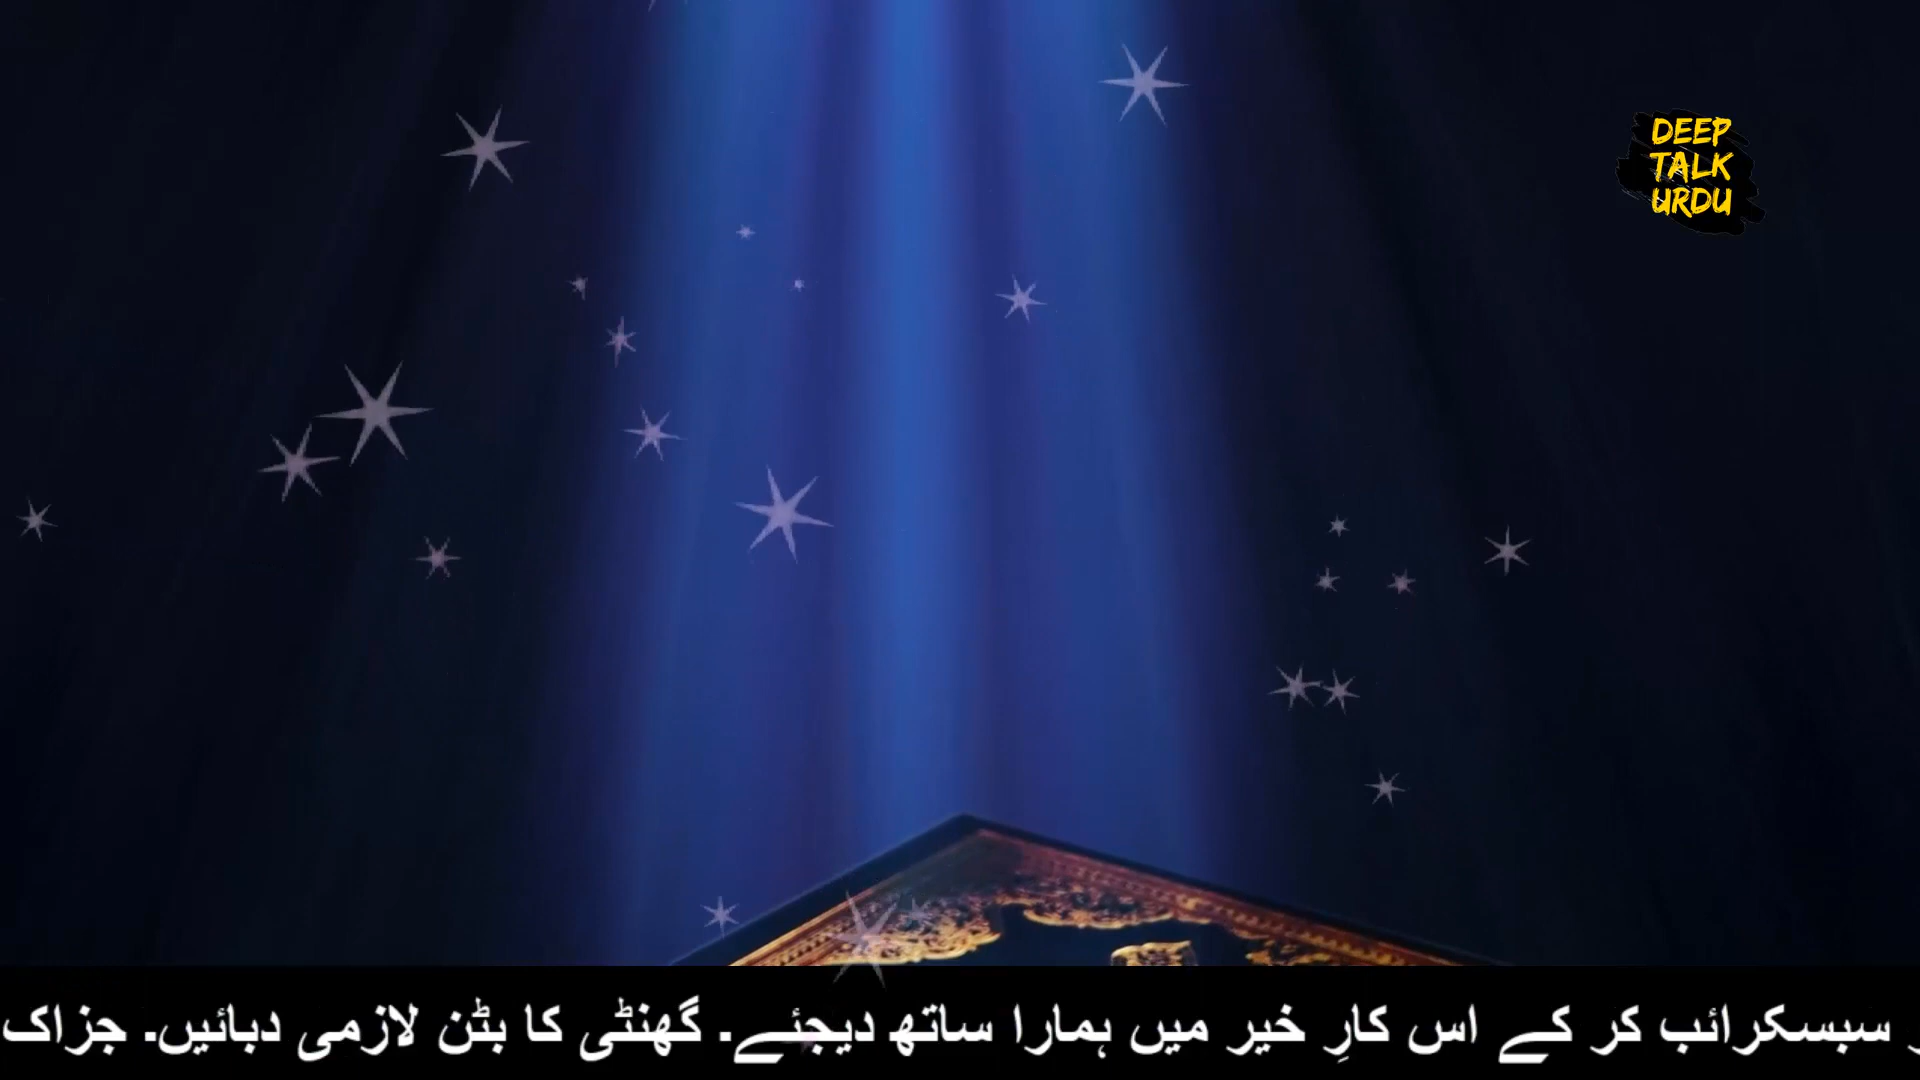 DEEP
TALK
URDU
سبسکرائب کر کے اس کارِ خیر میں ہمارا ساتھ دیجئے۔ گھنٹی کا بٹن لازمی دبائیں۔ جزاک